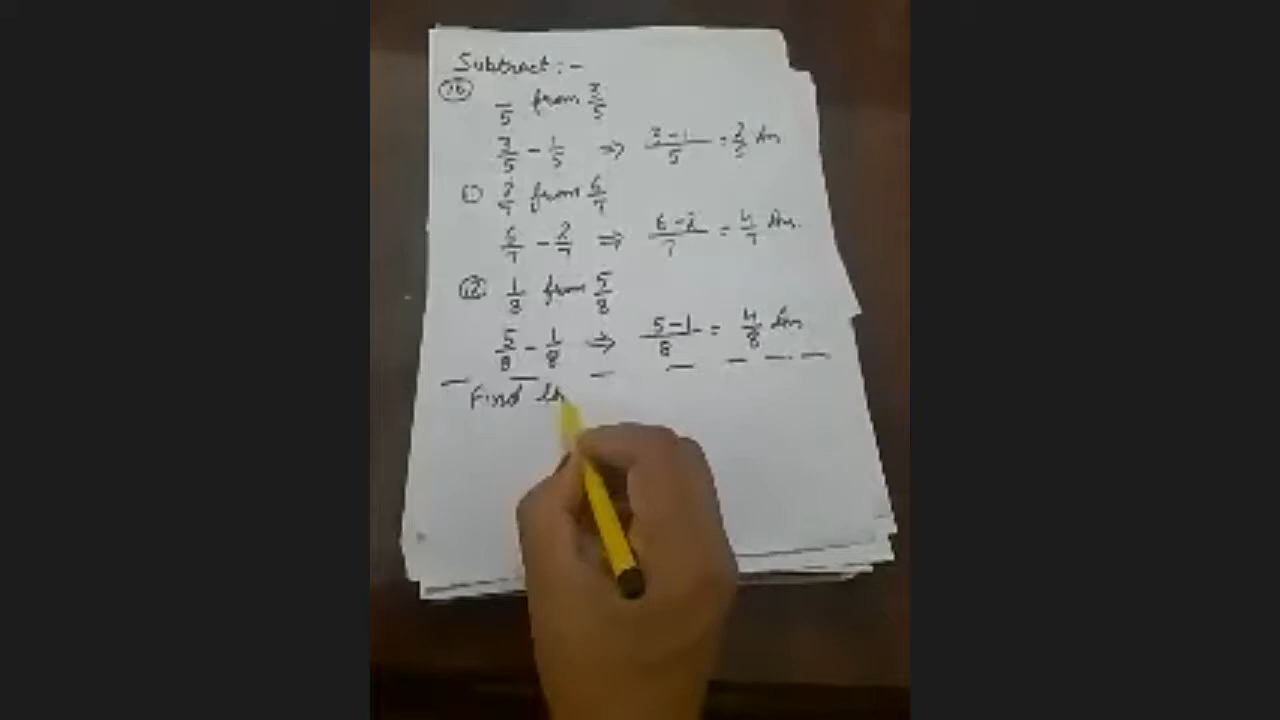 Subtract :-
⑩ –/5 from 3/5
3/5 - 1/5 ⇒ 3-1/5 = 2/5 Ans
2/7 from 6/7
6/7 - 2/7 ⇒ 6-2/7 = 4/7 Ans.
⑫ 1/8 from 5/8
5/8 - 1/8 ⇒ 5-1/8 = 4/8 Ans
Find